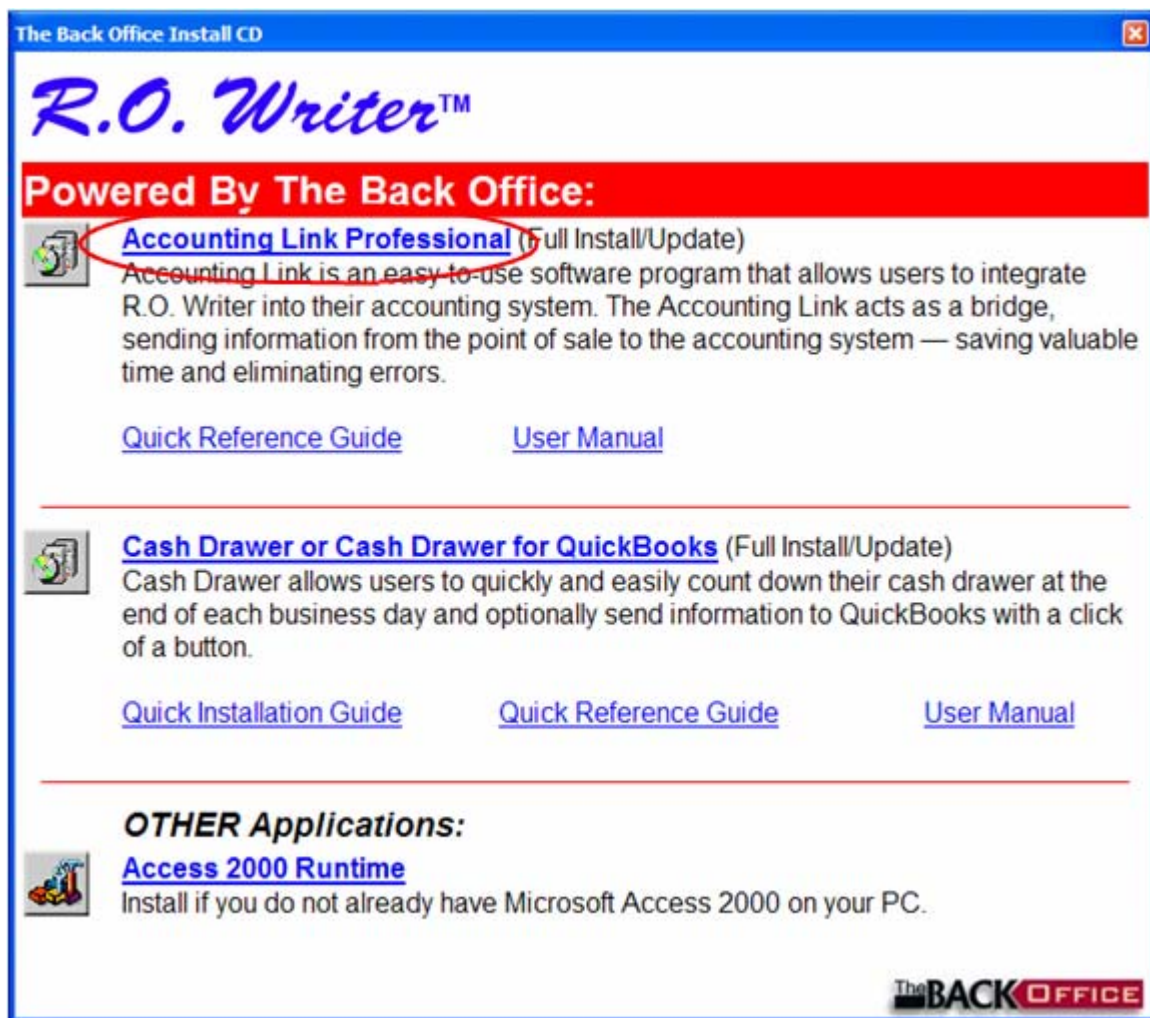 The Back Office Install CD
R.O. Writer™
Powered By The Back Office:
Accounting Link Professional (Full Install/Update)
Accounting Link is an easy-to-use software program that allows users to integrate
R.O. Writer into their accounting system. The Accounting Link acts as a bridge,
sending information from the point of sale to the accounting system — saving valuable
time and eliminating errors.
Quick Reference Guide User Manual
Cash Drawer or Cash Drawer for QuickBooks (Full Install/Update)
Cash Drawer allows users to quickly and easily count down their cash drawer at the
end of each business day and optionally send information to QuickBooks with a click
of a button.
Quick Installation Guide Quick Reference Guide User Manual
OTHER Applications:
Access 2000 Runtime
Install if you do not already have Microsoft Access 2000 on your PC.
The BACK OFFICE